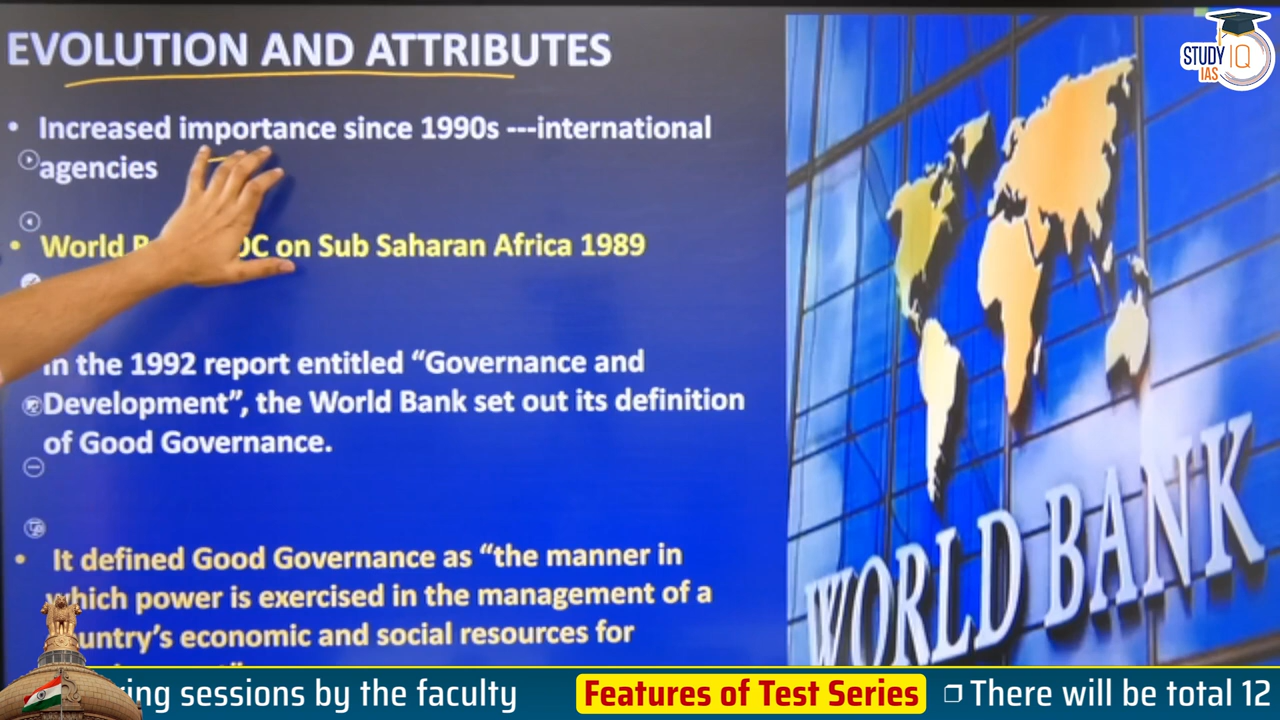 EVOLUTION AND ATTRIBUTES
STUDY IQ
IAS
• Increased importance since 1990s ---international
agencies
• World on Sub Saharan Africa 1989
In the 1992 report entitled “Governance and
Development”, the World Bank set out its definition
of Good Governance.
• It defined Good Governance as “the manner in
which power is exercised in the management of a
economic and social resources for
WORLD BANK
sessions by the faculty
Features of Test Series
❐ There will be total 12